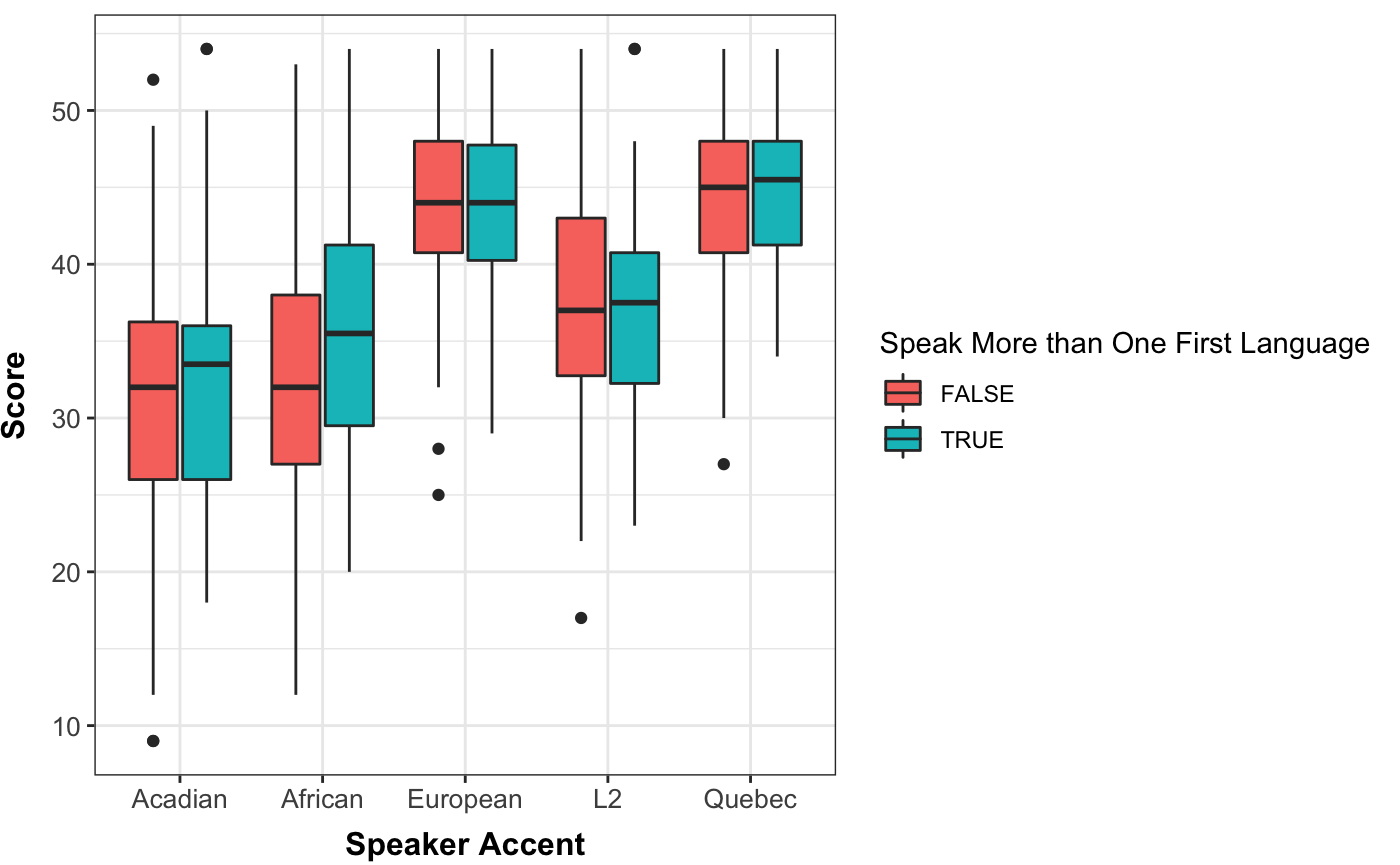 Score
50
40
30
20
10
Acadian African European L2 Quebec
Speaker Accent
Speak More than One First Language
FALSE
TRUE